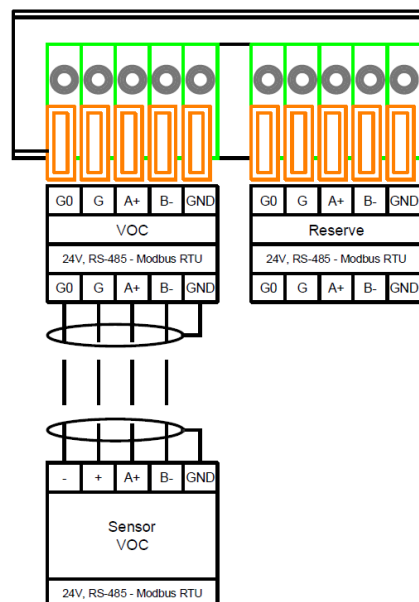 G0 G A+ B- GND G0 G A+ B- GND
VOC Reserve
24V, RS-485 - Modbus RTU 24V, RS-485 - Modbus RTU
G0 G A+ B- GND G0 G A+ B- GND
- + A+ B- GND
Sensor
VOC
24V, RS-485 - Modbus RTU